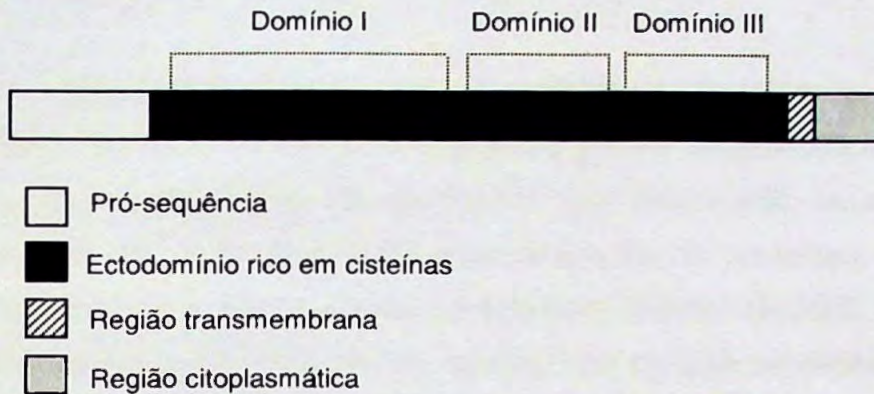 Domínio I Domínio II Domínio III
Pró-sequência
Ectodomínio rico em cisteínas
Região transmembrana
Região citoplasmática